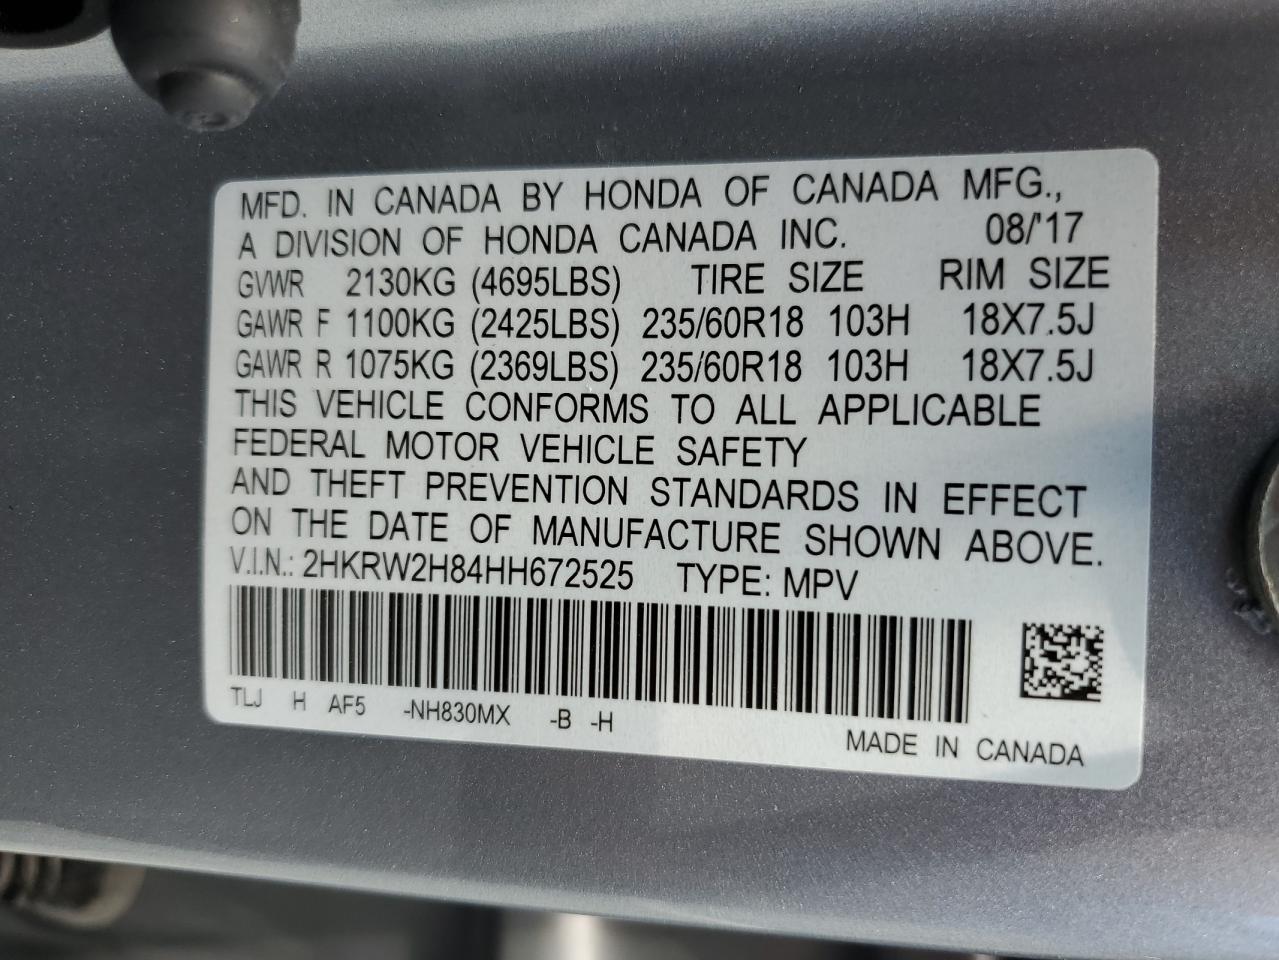 MFD. IN CANADA BY HONDA OF CANADA MFG.,
A DIVISION OF HONDA CANADA INC. 08/'17
GVWR 2130KG (4695LBS) TIRE SIZE RIM SIZE
GAWR F 1100KG (2425LBS) 235/60R18 103H 18X7.5J
GAWR R 1075KG (2369LBS) 235/60R18 103H 18X7.5J
THIS VEHICLE CONFORMS TO ALL APPLICABLE
FEDERAL MOTOR VEHICLE SAFETY
AND THEFT PREVENTION STANDARDS IN EFFECT
ON THE DATE OF MANUFACTURE SHOWN ABOVE.
V.I.N.: 2HKRW2H84HH672525 TYPE: MPV
TLJ H AF5 -NH830MX -B -H
MADE IN CANADA